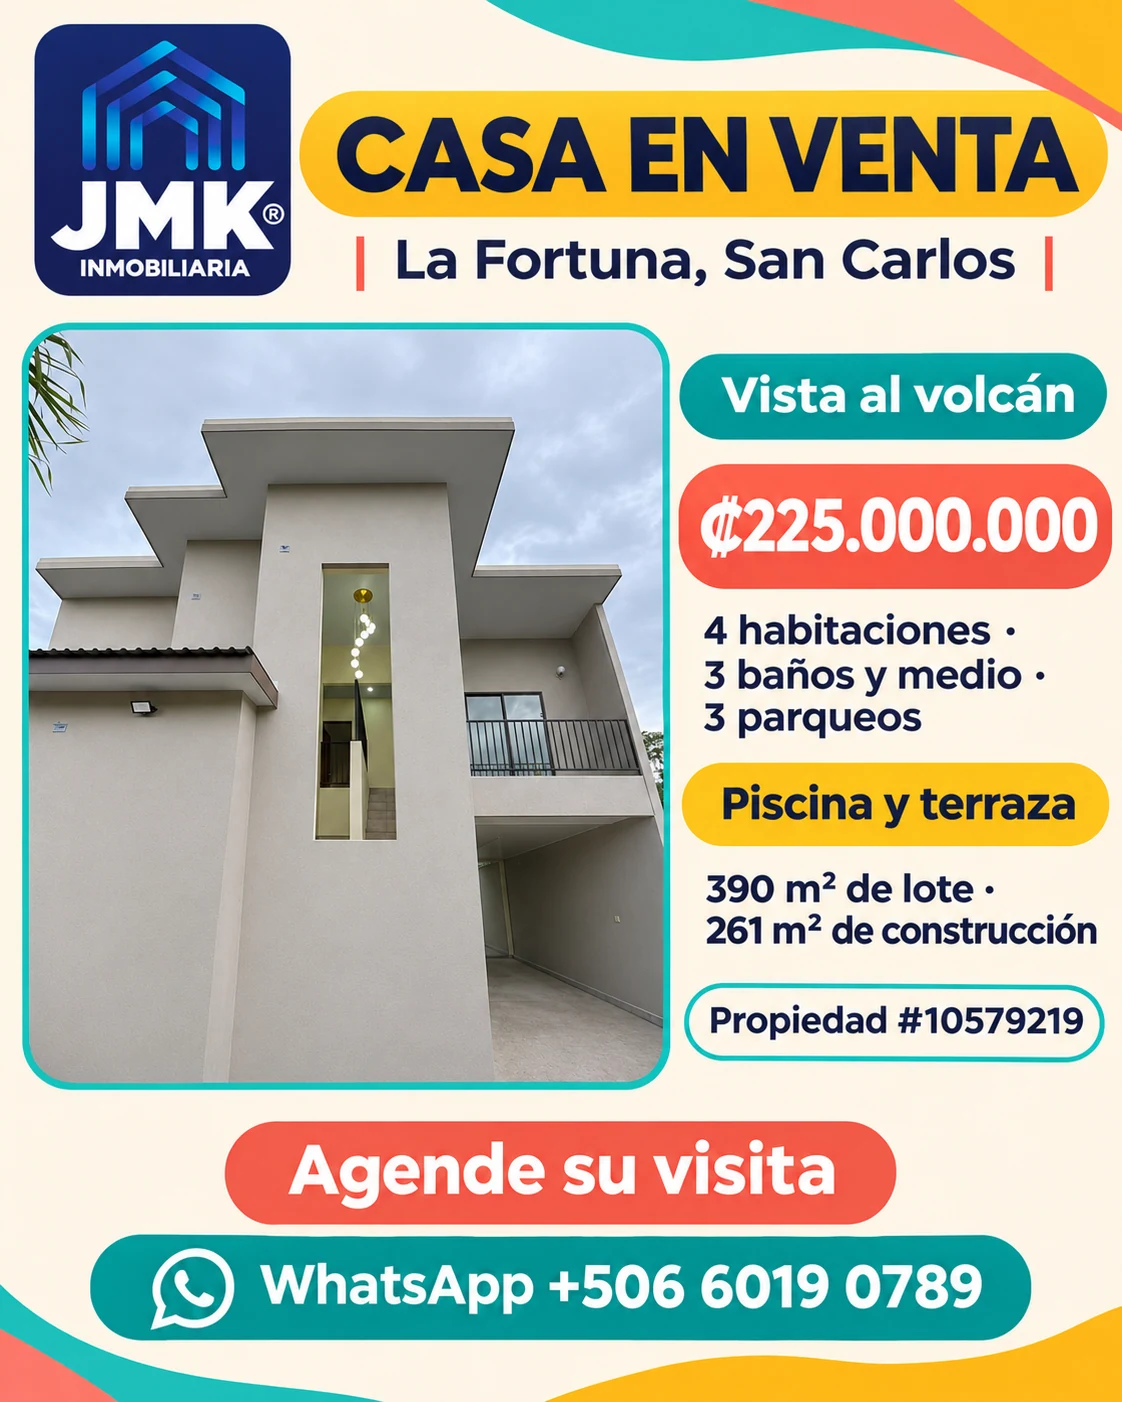 JMK®
INMOBILIARIA
CASA EN VENTA
La Fortuna, San Carlos
Vista al volcán
₡225.000.000
4 habitaciones •
3 baños y medio •
3 parqueos
Piscina y terraza
390 m² de lote •
261 m² de construcción
Propiedad #10579219
Agende su visita
WhatsApp +506 6019 0789